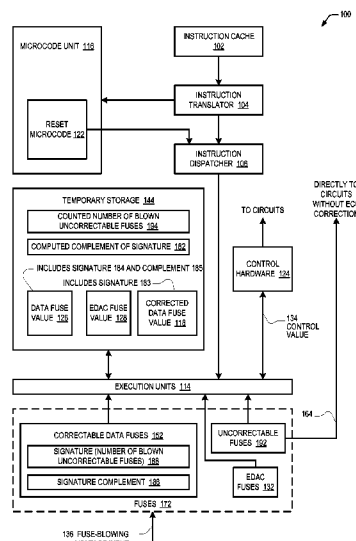 100
MICROCODE UNIT 116
INSTRUCTION CACHE
102
INSTRUCTION
TRANSLATOR 104
RESET
MICROCODE
122
INSTRUCTION
DISPATCHER 106
TEMPORARY STORAGE 144
COUNTED NUMBER OF BLOWN
UNCORRECTABLE FUSES 194
COMPUTED COMPLEMENT OF SIGNATURE 182
INCLUDES SIGNATURE 184 AND COMPLEMENT 185
INCLUDES SIGNATURE 183
DATA FUSE
VALUE 126
EDAC FUSE
VALUE 128
CORRECTED
DATA FUSE
VALUE 118
DIRECTLY TO
CIRCUITS
WITHOUT ECC
CORRECTION
TO CIRCUITS
CONTROL
HARDWARE 124
134
CONTROL
VALUE
EXECUTION UNITS 114
164
CORRECTABLE DATA FUSES 152
SIGNATURE (NUMBER OF BLOWN
UNCORRECTABLE FUSES) 186
SIGNATURE COMPLEMENT 188
UNCORRECTABLE
FUSES 192
EDAC
FUSES 132
FUSES 172
136 FUSE-BLOWING